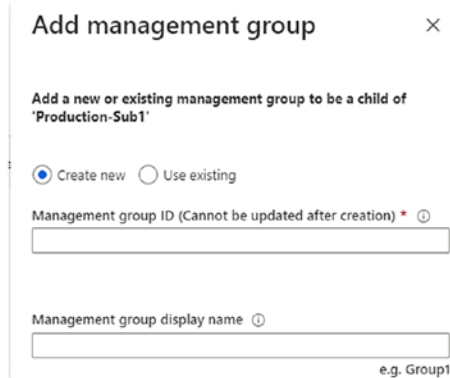 Add management group
Add a new or existing management group to be a child of
'Production-Sub1'
Create new Use existing
Management group ID (Cannot be updated after creation) *
Management group display name
e.g. Group1